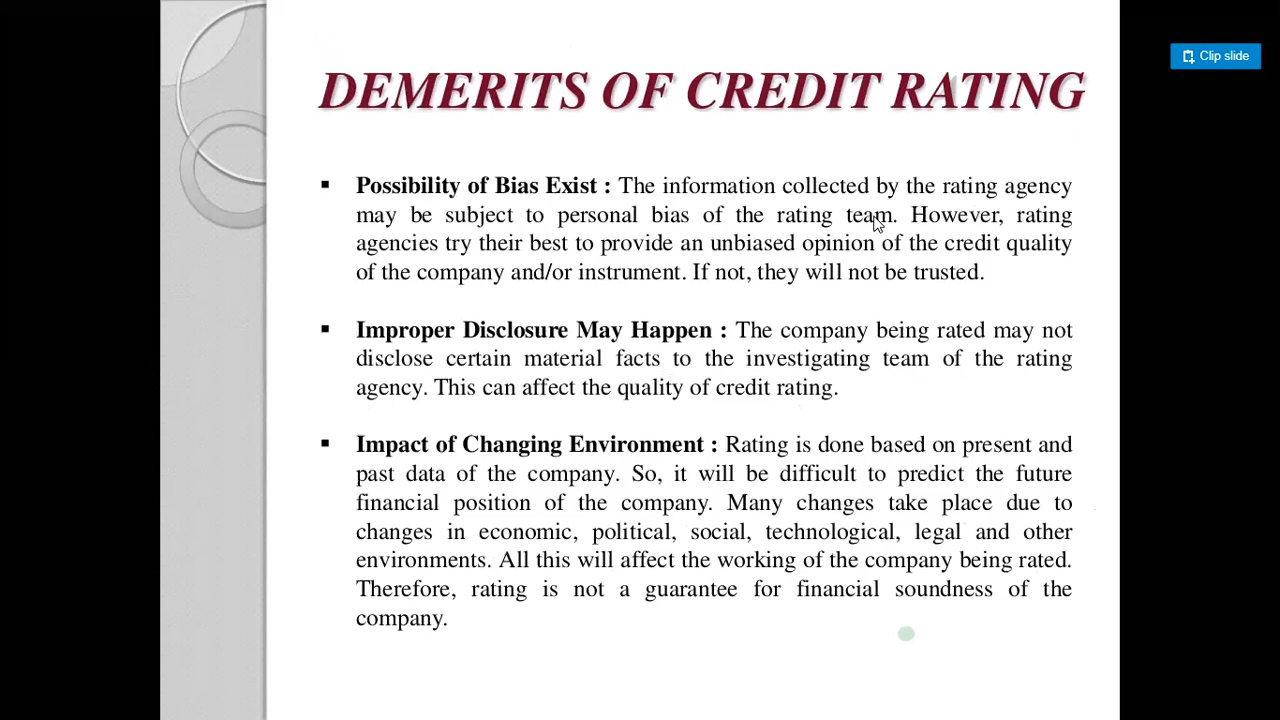 Clip slide
DEMERITS OF CREDIT RATING
▪ Possibility of Bias Exist : The information collected by the rating agency
may be subject to personal bias of the rating team. However, rating
agencies try their best to provide an unbiased opinion of the credit quality
of the company and/or instrument. If not, they will not be trusted.
▪ Improper Disclosure May Happen : The company being rated may not
disclose certain material facts to the investigating team of the rating
agency. This can affect the quality of credit rating.
▪ Impact of Changing Environment : Rating is done based on present and
past data of the company. So, it will be difficult to predict the future
financial position of the company. Many changes take place due to
changes in economic, political, social, technological, legal and other
environments. All this will affect the working of the company being rated.
Therefore, rating is not a guarantee for financial soundness of the
company.